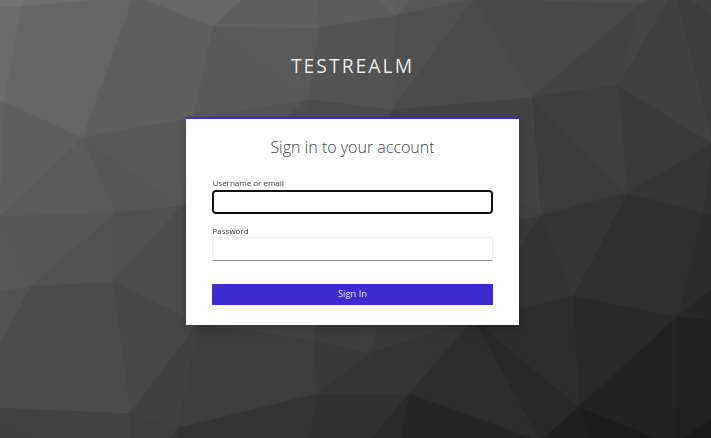 TESTREALM
Sign in to your account
Username or email
Password
Sign In